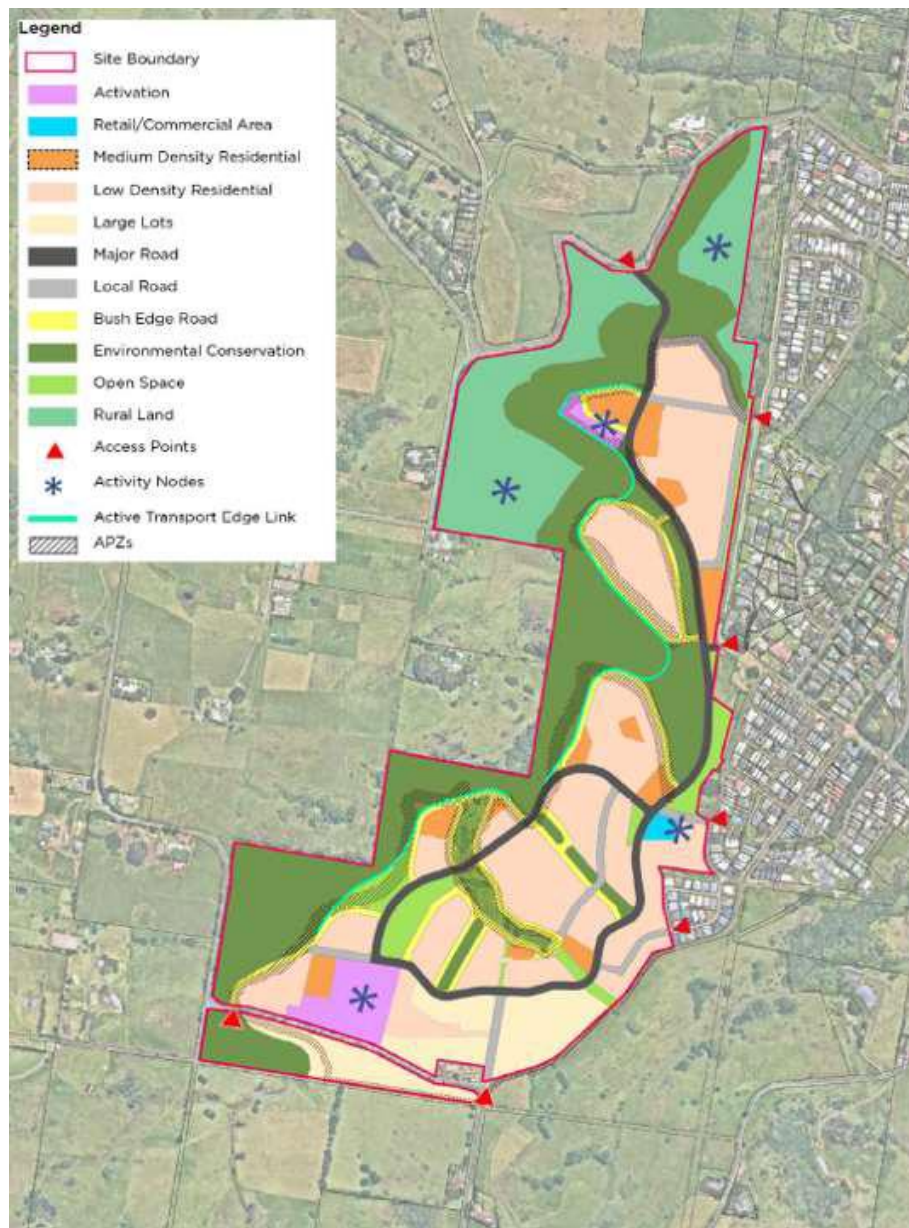 Legend
Site Boundary
Activation
Retail/Commercial Area
Medium Density Residential
Low Density Residential
Large Lots
Major Road
Local Road
Bush Edge Road
Environmental Conservation
Open Space
Rural Land
Access Points
Activity Nodes
Active Transport Edge Link
APZs